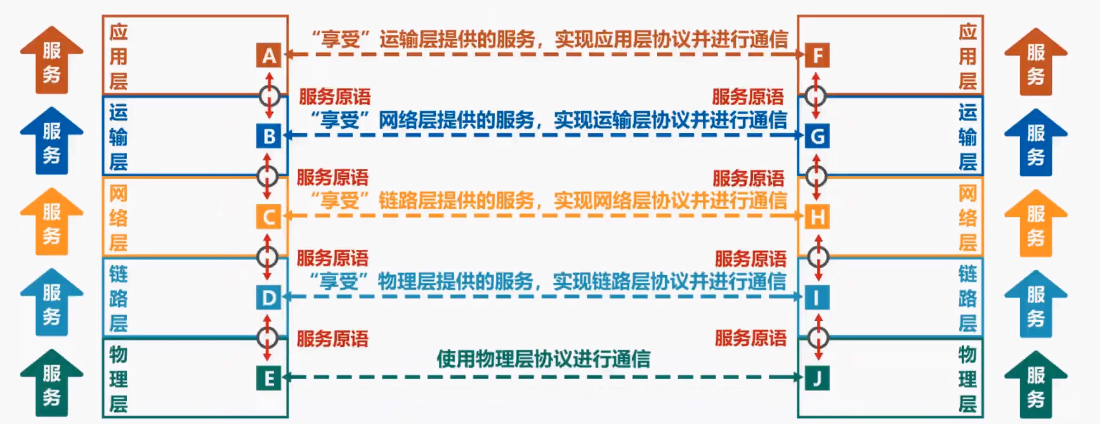 服务 应用层 A “享受”运输层提供的服务，实现应用层协议并进行通信 F 应用层 服务
服务原语 服务原语
服务 运输层 B “享受”网络层提供的服务，实现运输层协议并进行通信 G 运输层 服务
服务原语 服务原语
服务 网络层 C “享受”链路层提供的服务，实现网络层协议并进行通信 H 网络层 服务
服务原语 服务原语
服务 链路层 D “享受”物理层提供的服务，实现链路层协议并进行通信 I 链路层 服务
服务原语 服务原语
服务 物理层 E 使用物理层协议进行通信 J 物理层 服务